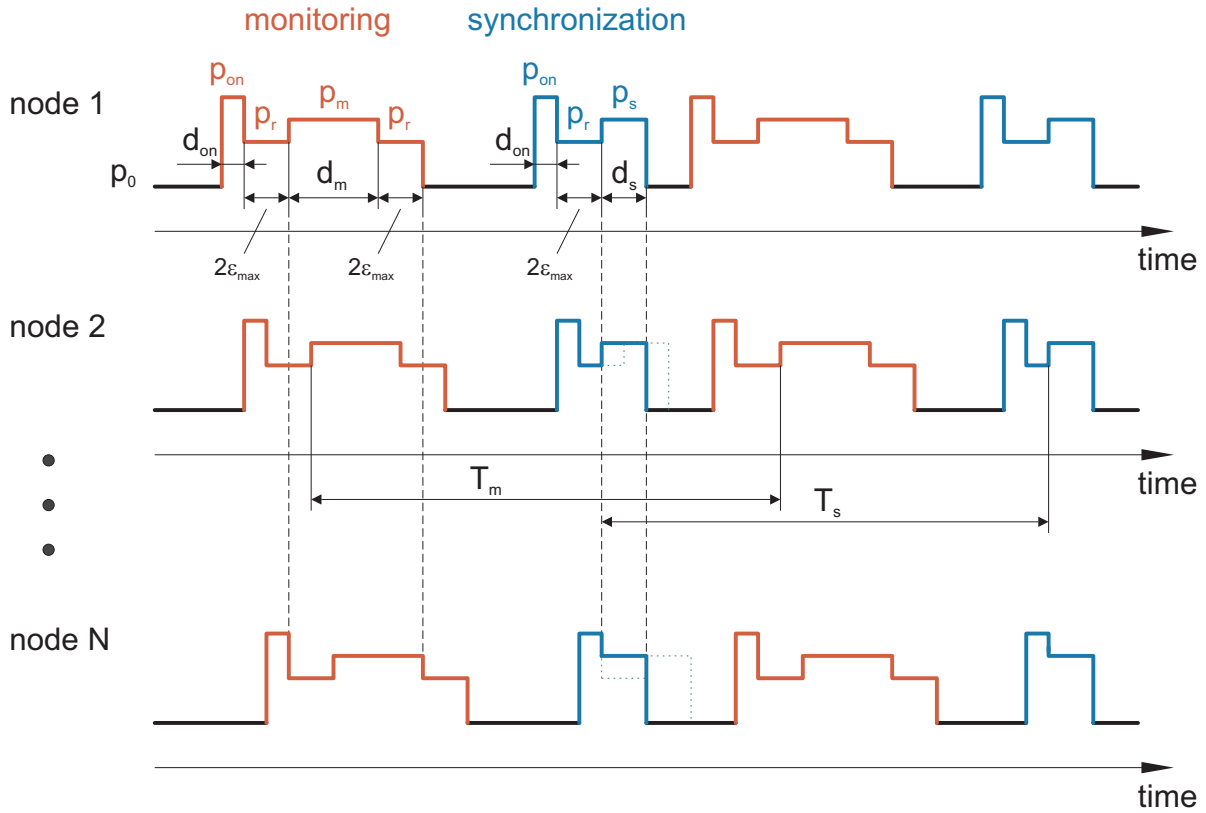 monitoring synchronization
node 1
p_on p_r p_m p_r p_on p_r p_s
d_on d_m d_on d_s
p_0
2ε_max 2ε_max 2ε_max
time
node 2
T_m
T_s
time
node N
time